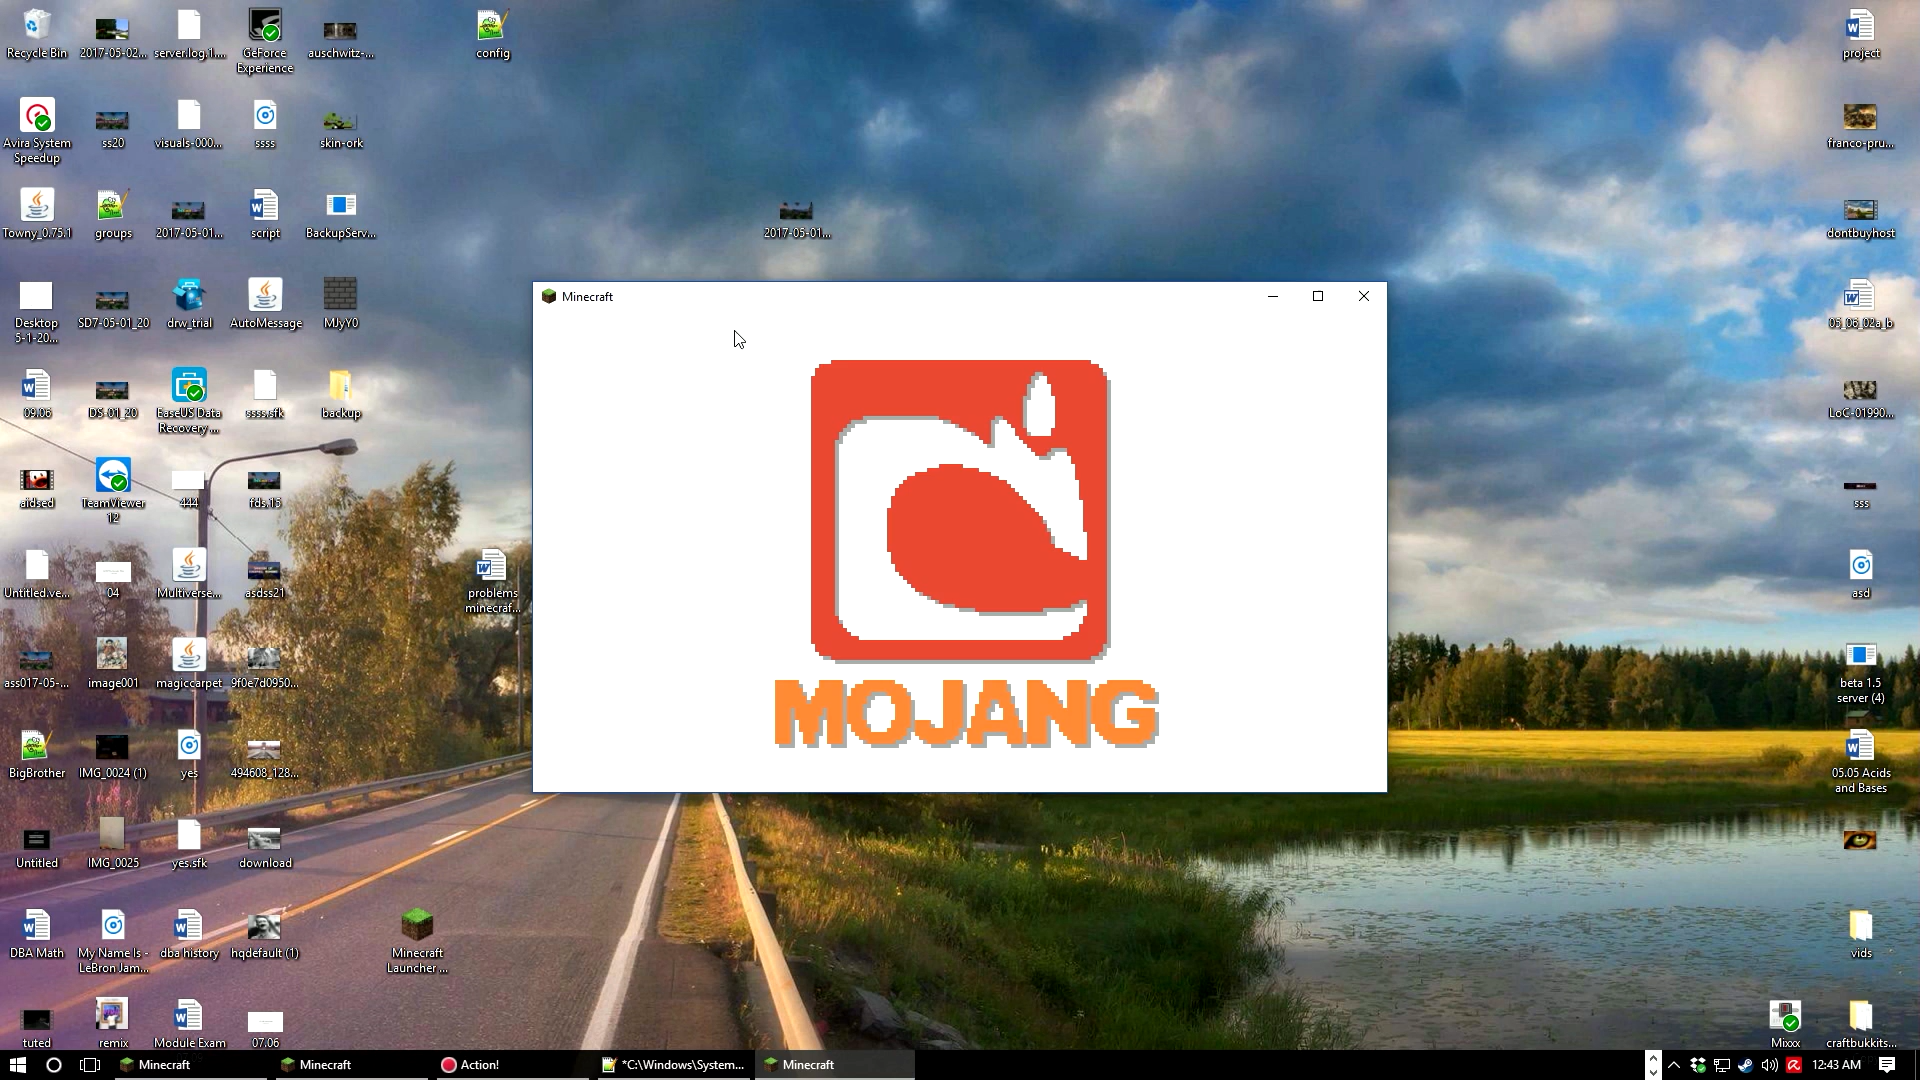 Recycle Bin
2017-05-02...
server.log.1....
GeForce
Experience
auschwitz-...
config
project
Avira System
Speedup
ss20
visuals-000...
ssss
skin-ork
franco-pru...
Towny_0.75.1
groups
2017-05-01...
script
BackupServ...
2017-05-01...
dontbuyhost
Minecraft
Desktop
5-1-20...
SD7-05-01_20
drw_trial
AutoMessage
MJyY0
05_06_02a_b
09.06
DS-01_20
EaseUS Data
Recovery ...
ssss.sfk
backup
LoC-01990...
aidsed
TeamViewer
12
444
fds.15
sss
Untitled.ve...
04
Multiverse...
asdss21
problems
minecraf...
asd
ass017-05-...
image001
magiccarpet
9f0e7d0950...
MOJANG
beta 1.5
server (4)
BigBrother
IMG_0024 (1)
yes
494608_128...
05.05 Acids
and Bases
Untitled
IMG_0025
yes.sfk
download
DBA Math
My Name Is -
LeBron Jam...
dba history
hqdefault (1)
Minecraft
Launcher ...
vids
tuted
remix
Module Exam
07.06
Mixxx
craftbukkits...
Minecraft
Minecraft
Action!
*C:\Windows\System...
Minecraft
12:43 AM